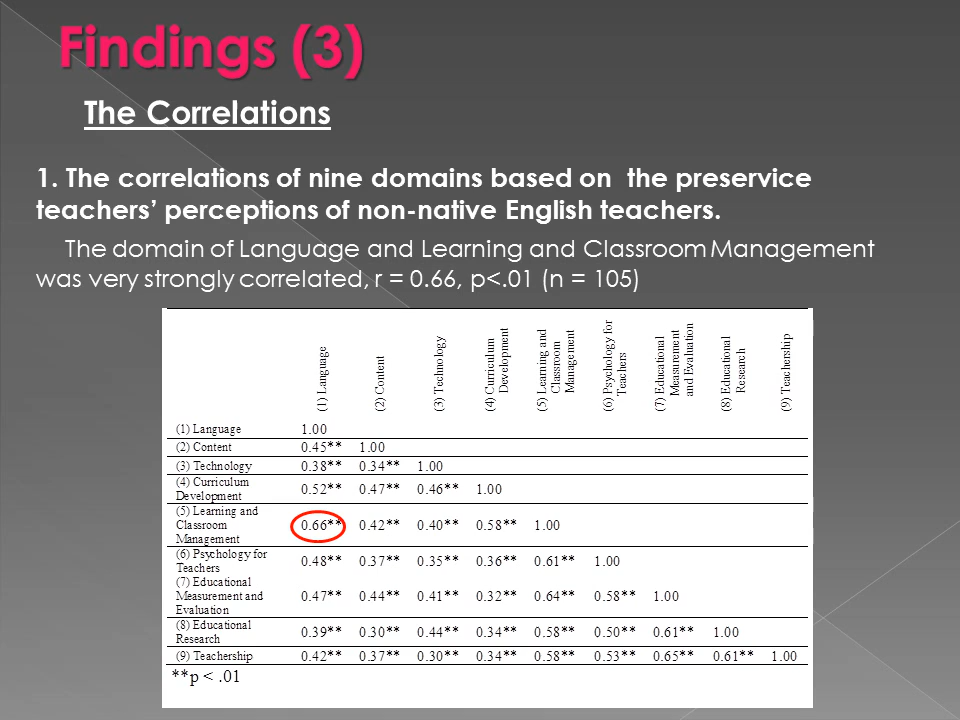 Findings (3)
The Correlations
1. The correlations of nine domains based on the preservice
teachers’ perceptions of non-native English teachers.
The domain of Language and Learning and Classroom Management
was very strongly correlated, r = 0.66, p<.01 (n = 105)
(1) Language
(2) Content
(3) Technology
(4) Curriculum
Development
(5) Learning and
Classroom
Management
(6) Psychology for
Teachers
(7) Educational
Measurement
and Evaluation
(8) Educational
Research
(9) Teachership
(1) Language 1.00
(2) Content 0.45** 1.00
(3) Technology 0.38** 0.34** 1.00
(4) Curriculum
Development 0.52** 0.47** 0.46** 1.00
(5) Learning and
Classroom 0.66** 0.42** 0.40** 0.58** 1.00
Management
(6) Psychology for
Teachers 0.48** 0.37** 0.35** 0.36** 0.61** 1.00
(7) Educational
Measurement and 0.47** 0.44** 0.41** 0.32** 0.64** 0.58** 1.00
Evaluation
(8) Educational
Research 0.39** 0.30** 0.44** 0.34** 0.58** 0.50** 0.61** 1.00
(9) Teachership 0.42** 0.37** 0.30** 0.34** 0.58** 0.53** 0.65** 0.61** 1.00
**p < .01